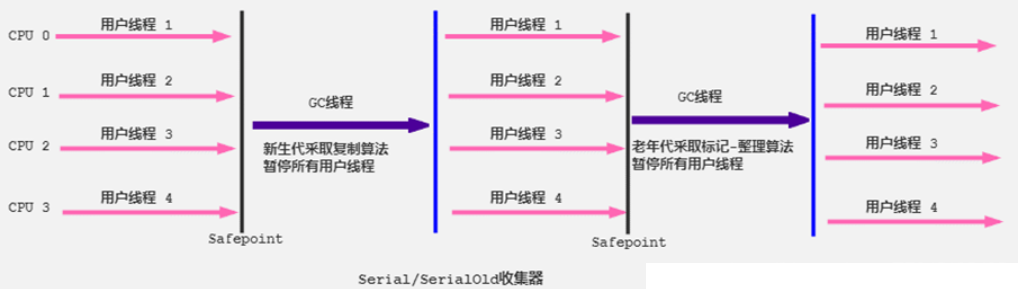 CPU 0
用户线程 1
用户线程 1
用户线程 1
CPU 1
用户线程 2
用户线程 2
用户线程 2
CPU 2
用户线程 3
用户线程 3
用户线程 3
CPU 3
用户线程 4
用户线程 4
用户线程 4
GC线程
新生代采取复制算法
暂停所有用户线程
GC线程
老年代采取标记-整理算法
暂停所有用户线程
Safepoint
Safepoint
Serial/SerialOld收集器